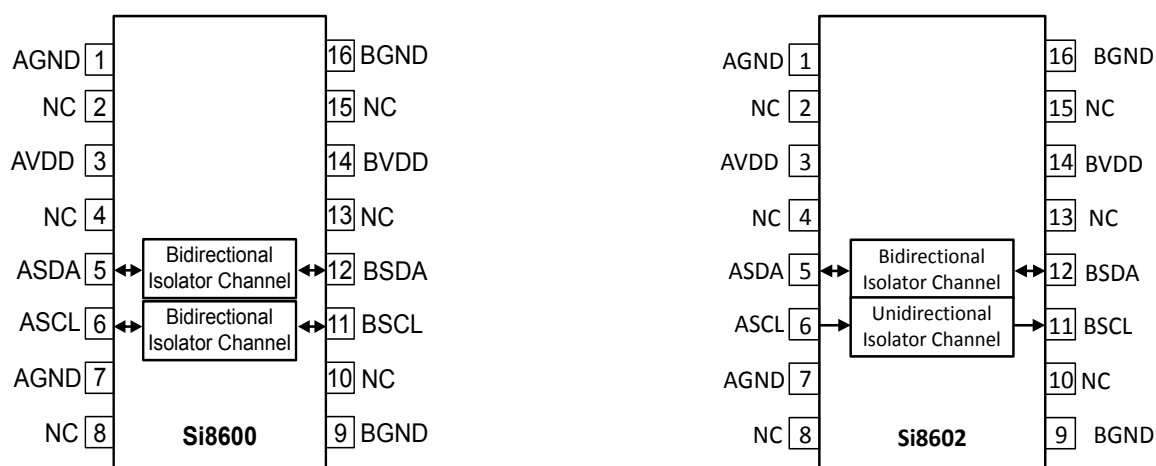 AGND 1
16 BGND
NC 2
15 NC
AVDD 3
14 BVDD
NC 4
13 NC
ASDA 5
Bidirectional
Isolator Channel
12 BSDA
ASCL 6
Bidirectional
Isolator Channel
11 BSCL
AGND 7
10 NC
NC 8
Si8600
9 BGND
AGND 1
16 BGND
NC 2
15 NC
AVDD 3
14 BVDD
NC 4
13 NC
ASDA 5
Bidirectional
Isolator Channel
12 BSDA
ASCL 6
Unidirectional
Isolator Channel
11 BSCL
AGND 7
10 NC
NC 8
Si8602
9 BGND